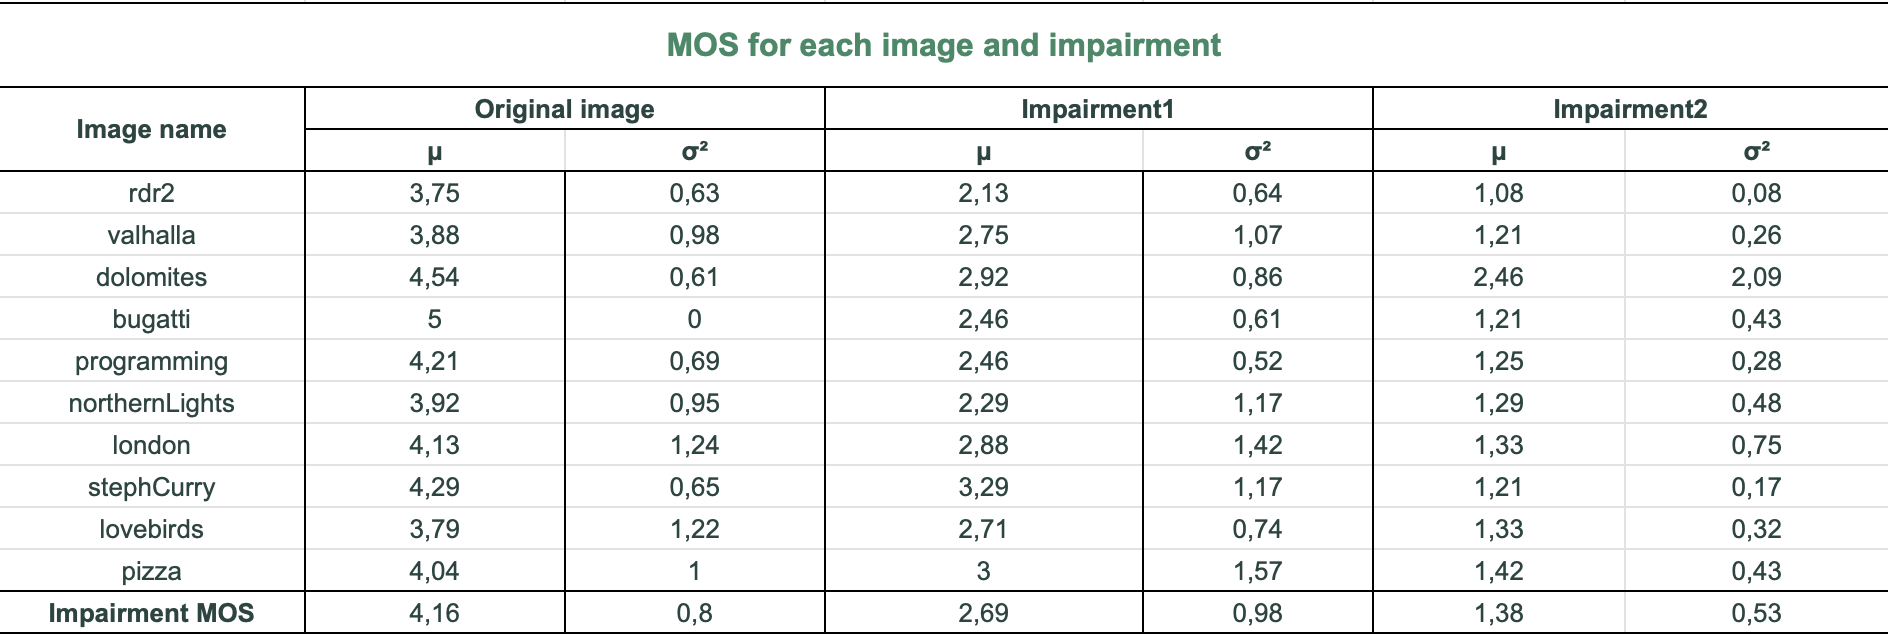 MOS for each image and impairment
Image name Original image Impairment1 Impairment2
μ σ² μ σ² μ σ²
rdr2 3,75 0,63 2,13 0,64 1,08 0,08
valhalla 3,88 0,98 2,75 1,07 1,21 0,26
dolomites 4,54 0,61 2,92 0,86 2,46 2,09
bugatti 5 0 2,46 0,61 1,21 0,43
programming 4,21 0,69 2,46 0,52 1,25 0,28
northernLights 3,92 0,95 2,29 1,17 1,29 0,48
london 4,13 1,24 2,88 1,42 1,33 0,75
stephCurry 4,29 0,65 3,29 1,17 1,21 0,17
lovebirds 3,79 1,22 2,71 0,74 1,33 0,32
pizza 4,04 1 3 1,57 1,42 0,43
Impairment MOS 4,16 0,8 2,69 0,98 1,38 0,53